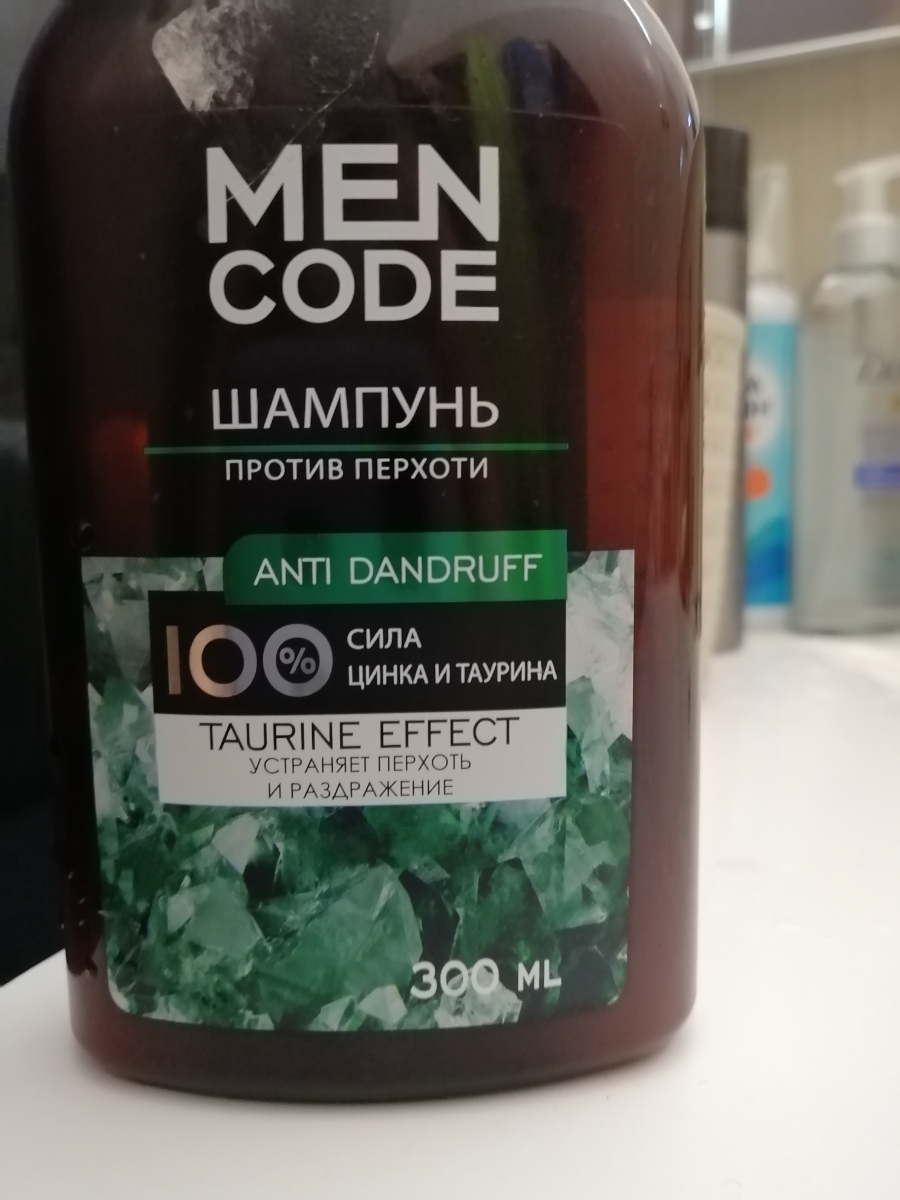 MEN
CODE
ШАМПУНЬ
ПРОТИВ ПЕРХОТИ
ANTI DANDRUFF
100%
СИЛА
ЦИНКА И ТАУРИНА
TAURINE EFFECT
УСТРАНЯЕТ ПЕРХОТЬ
И РАЗДРАЖЕНИЕ
300 ML